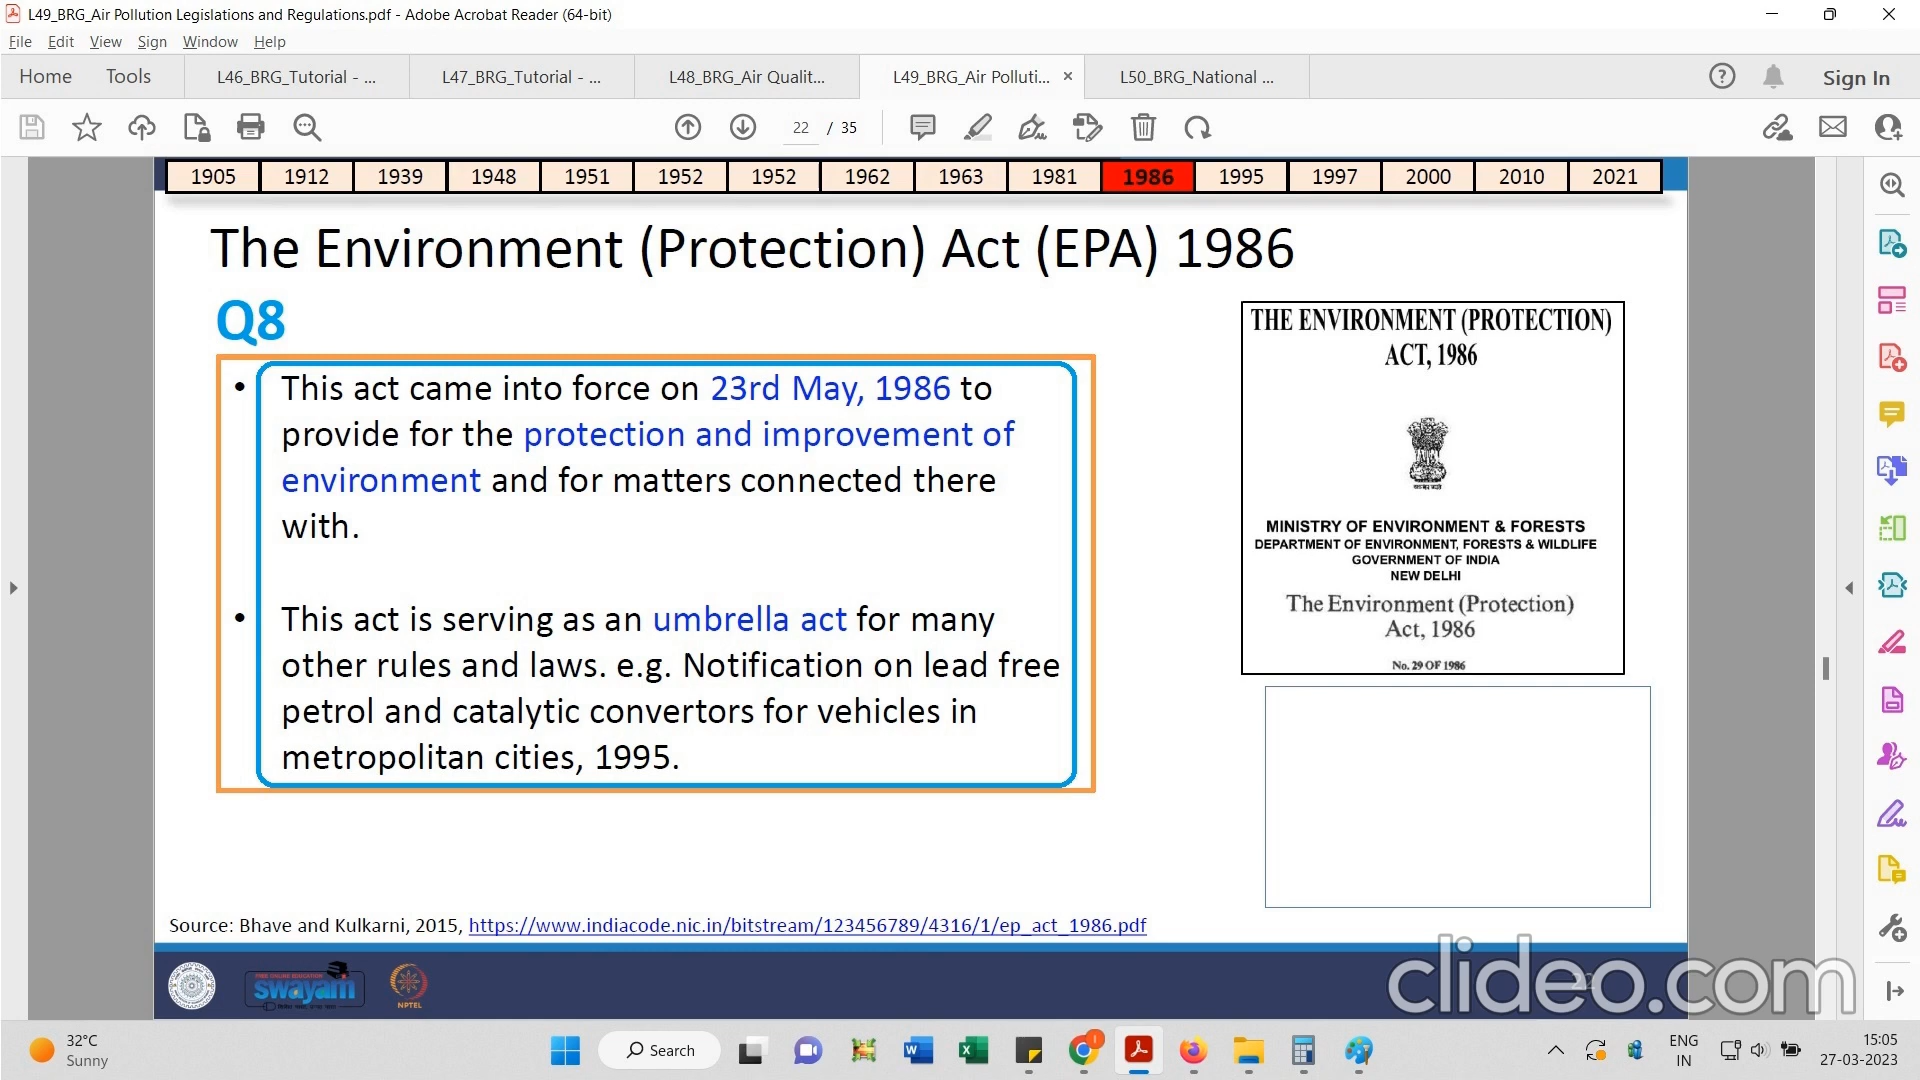 L49_BRG_Air Pollution Legislations and Regulations.pdf - Adobe Acrobat Reader (64-bit)
File Edit View Sign Window Help
Home Tools L46_BRG_Tutorial - ... L47_BRG_Tutorial - ... L48_BRG_Air Qualit... L49_BRG_Air Polluti... × L50_BRG_National ... Sign In
22 / 35
1905 1912 1939 1948 1951 1952 1952 1962 1963 1981 1986 1995 1997 2000 2010 2021
The Environment (Protection) Act (EPA) 1986
Q8
• This act came into force on 23rd May, 1986 to
provide for the protection and improvement of
environment and for matters connected there
with.
• This act is serving as an umbrella act for many
other rules and laws. e.g. Notification on lead free
petrol and catalytic convertors for vehicles in
metropolitan cities, 1995.
THE ENVIRONMENT (PROTECTION)
ACT, 1986
MINISTRY OF ENVIRONMENT & FORESTS
DEPARTMENT OF ENVIRONMENT, FORESTS & WILDLIFE
GOVERNMENT OF INDIA
NEW DELHI
The Environment (Protection)
Act, 1986
No. 29 OF 1986
Source: Bhave and Kulkarni, 2015, https://www.indiacode.nic.in/bitstream/123456789/4316/1/ep_act_1986.pdf
FREE ONLINE EDUCATION
swayam
NPTEL
22
clideo.com
32°C
Sunny
Search
ENG
IN
15:05
27-03-2023